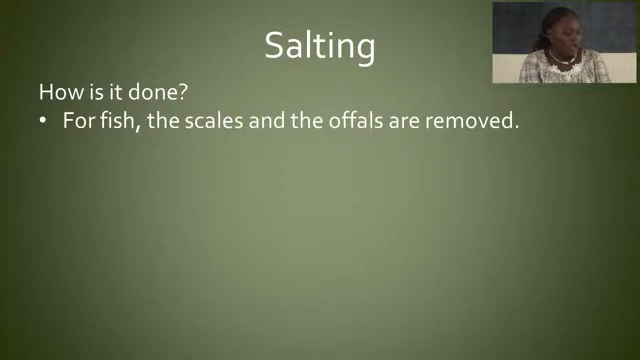 Salting
How is it done?
• For fish, the scales and the offals are removed.